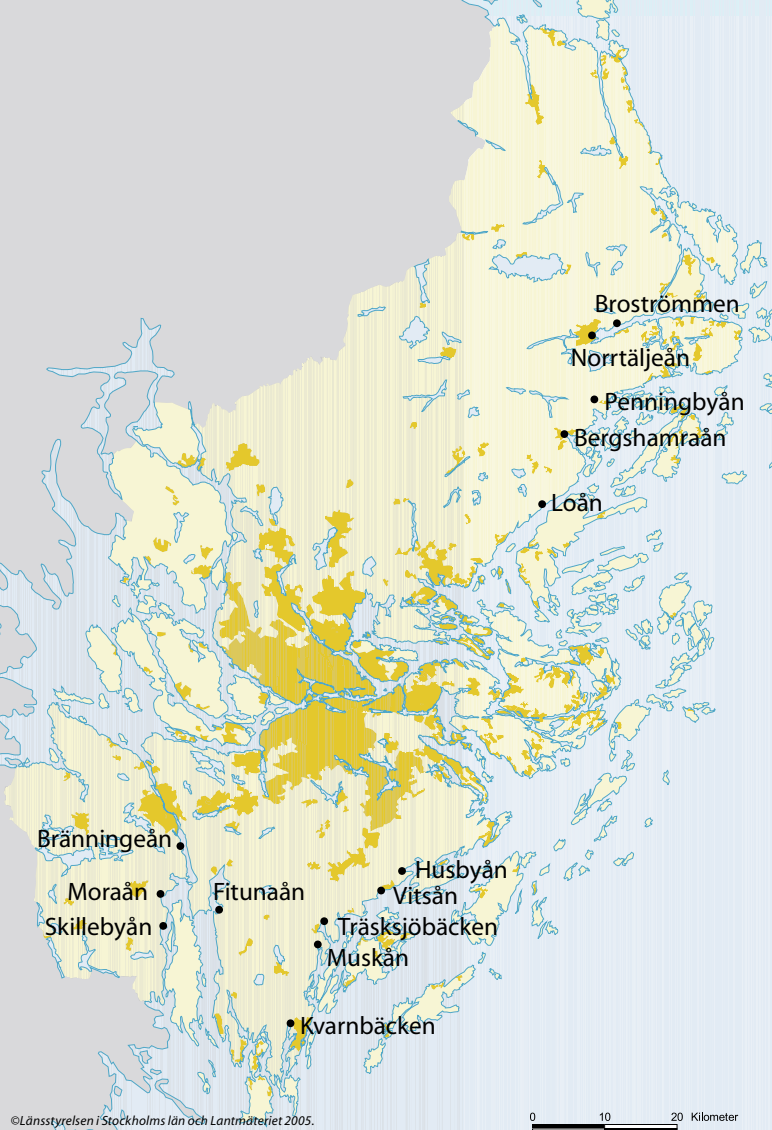 Broströmmen
Norrtäljeån
Penningbyån
Bergshamraån
Loån
Bränningeån
Husbyån
Moraån
Fitunaån
Vitsån
Skillebyån
Träsksjöbäcken
Muskån
Kvarnbäcken
0 10 20 Kilometer
©Länsstyrelsen i Stockholms län och Lantmäteriet 2005.